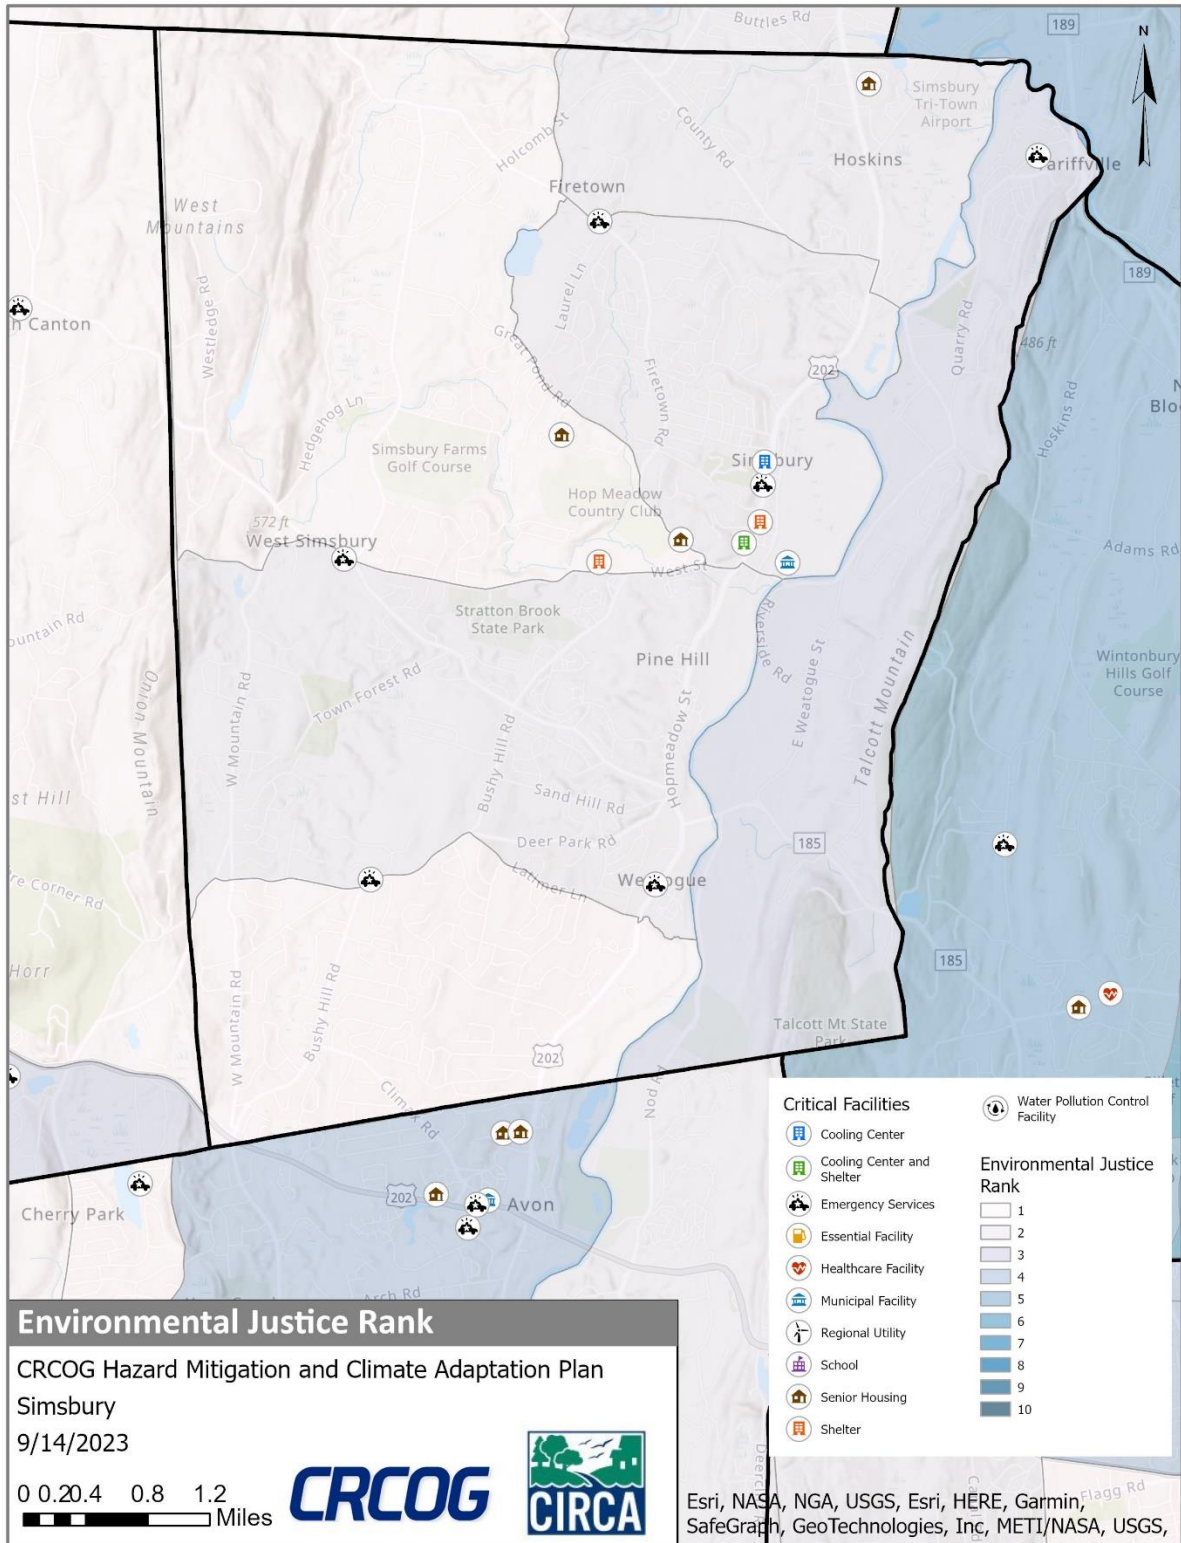 Buttles Rd
189
N
Simsbury
Tri-Town
Airport
Holcomb St
County Rd
Hoskins
Tariffville
Firetown
West
Mountains
189
Canton
Westledge Rd
Laurel Ln
Great Pond Rd
Firetown Rd
202
Quarry Rd
486 ft
Hoskins Rd
N
Bloo
Hedgehog Ln
Simsbury Farms
Golf Course
Simsbury
Hop Meadow
Country Club
572 ft
West Simsbury
West St
Adams Rd
Stratton Brook
State Park
Riverside Rd
E Weatogue St
Talcott Mountain
Pine Hill
Wintonbury
Hills Golf
Course
Onion Mountain
W Mountain Rd
Town Forest Rd
Bushy Hill Rd
Hopmeadow St
Sand Hill Rd
st Hill
Deer Park Rd
185
Latimer Ln
Weatogue
re Corner Rd
Horr
185
W Mountain Rd
Bushy Hill Rd
202
Talcott Mt State
Park
Climax Rd
Nod
202
Avon
Cherry Park
Arch Rd
Critical Facilities
Cooling Center
Cooling Center and
Shelter
Emergency Services
Essential Facility
Healthcare Facility
Municipal Facility
Regional Utility
School
Senior Housing
Shelter
Water Pollution Control
Facility
Environmental Justice
Rank
1
2
3
4
5
6
7
8
9
10
Environmental Justice Rank
CRCOG Hazard Mitigation and Climate Adaptation Plan
Simsbury
9/14/2023
0 0.20.4 0.8 1.2
Miles
CRCOG
CIRCA
Flagg Rd
Esri, NASA, NGA, USGS, Esri, HERE, Garmin,
SafeGraph, GeoTechnologies, Inc, METI/NASA, USGS,